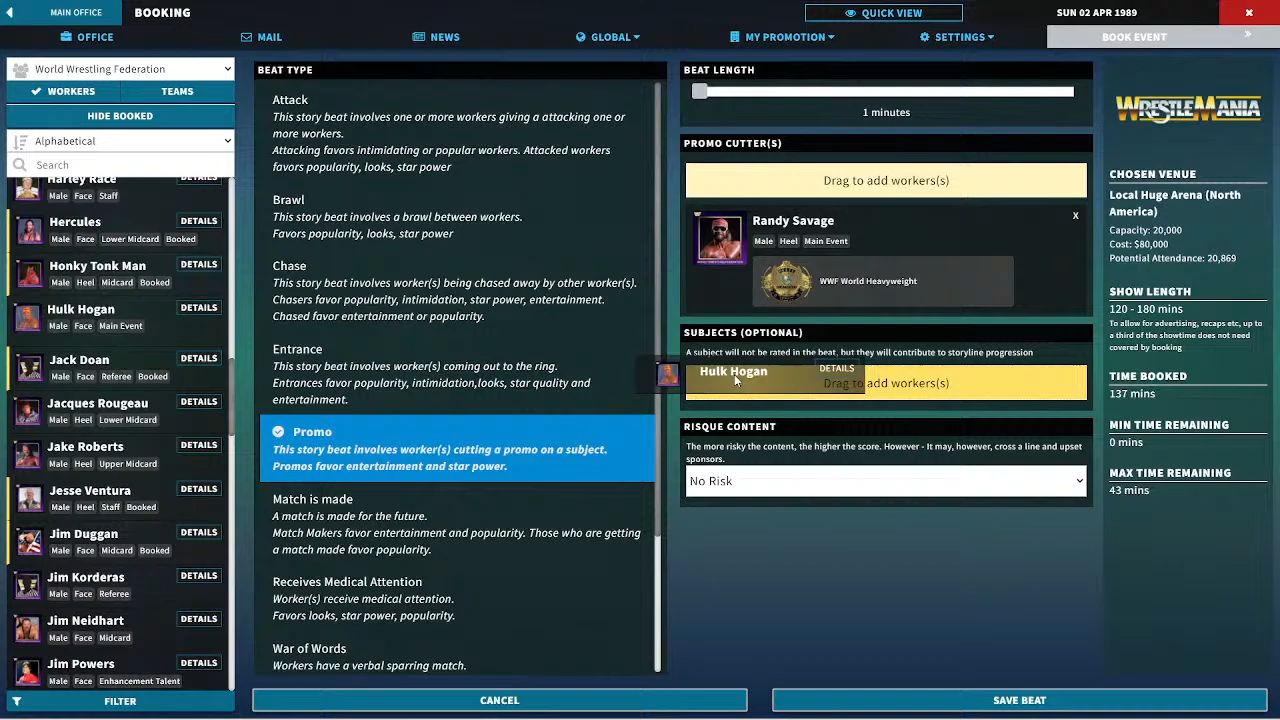 MAIN OFFICE
BOOKING
QUICK VIEW
SUN 02 APR 1989
OFFICE
MAIL
NEWS
GLOBAL
MY PROMOTION
SETTINGS
BOOK EVENT
World Wrestling Federation
WORKERS
TEAMS
HIDE BOOKED
Alphabetical
Search
Harley Race
DETAILS
Male Face Staff
Hercules
DETAILS
Male Face Lower Midcard Booked
Honky Tonk Man
DETAILS
Male Heel Midcard Booked
Hulk Hogan
DETAILS
Male Face Main Event
Jack Doan
DETAILS
Male Face Referee Booked
Jacques Rougeau
DETAILS
Male Heel Lower Midcard
Jake Roberts
DETAILS
Male Heel Upper Midcard
Jesse Ventura
DETAILS
Male Heel Staff Booked
Jim Duggan
DETAILS
Male Face Midcard Booked
Jim Korderas
DETAILS
Male Face Referee
Jim Neidhart
DETAILS
Male Face Midcard
Jim Powers
DETAILS
Male Face Enhancement Talent
FILTER
BEAT TYPE
Attack
This story beat involves one or more workers giving a attacking one or
more workers.
Attacking favors intimidating or popular workers. Attacked workers
favors popularity, looks, star power
Brawl
This story beat involves a brawl between workers.
Favors popularity, looks, star power
Chase
This story beat involves worker(s) being chased away by other worker(s).
Chasers favor popularity, intimidation, star power, entertainment.
Chased favor entertainment or popularity.
Entrance
This story beat involves worker(s) coming out to the ring.
Entrances favor popularity, intimidation,looks, star quality and
entertainment.
Promo
This story beat involves worker(s) cutting a promo on a subject.
Promos favor entertainment and star power.
Match is made
A match is made for the future.
Match Makers favor entertainment and popularity. Those who are getting
a match made favor popularity.
Receives Medical Attention
Worker(s) receive medical attention.
Favors looks, star power, popularity.
War of Words
Workers have a verbal sparring match.
CANCEL
BEAT LENGTH
1 minutes
PROMO CUTTER(S)
Drag to add workers(s)
Randy Savage
X
Male Heel Main Event
WWF World Heavyweight
SUBJECTS (OPTIONAL)
A subject will not be rated in the beat, but they will contribute to storyline progression
Hulk Hogan
DETAILS
Drag to add workers(s)
RISQUE CONTENT
The more risky the content, the higher the score. However - It may, however, cross a line and upset
sponsors.
No Risk
SAVE BEAT
WRESTLEMANIA
CHOSEN VENUE
Local Huge Arena (North
America)
Capacity: 20,000
Cost: $80,000
Potential Attendance: 20,869
SHOW LENGTH
120 - 180 mins
To allow for advertising, recaps etc, up to
a third of the showtime does not need
covered by booking
TIME BOOKED
137 mins
MIN TIME REMAINING
0 mins
MAX TIME REMAINING
43 mins